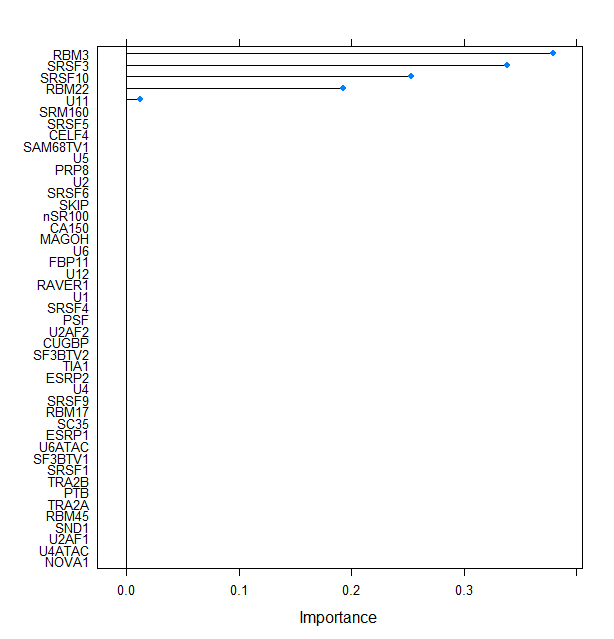 RBM3
SRSF3
SRSF10
RBM22
U11
SRM160
SRSF5
CELF4
SAM68TV1
U5
PRP8
U2
SRSF6
SKIP
nSR100
CA150
MAGOH
U6
FBP11
U12
RAVER1
U1
SRSF4
PSF
U2AF2
CUGBP
SF3BTV2
TIA1
ESRP2
U4
SRSF9
RBM17
SC35
ESRP1
U6ATAC
SF3BTV1
SRSF1
TRA2B
PTB
TRA2A
RBM45
SND1
U2AF1
U4ATAC
NOVA1
0.0 0.1 0.2 0.3
Importance